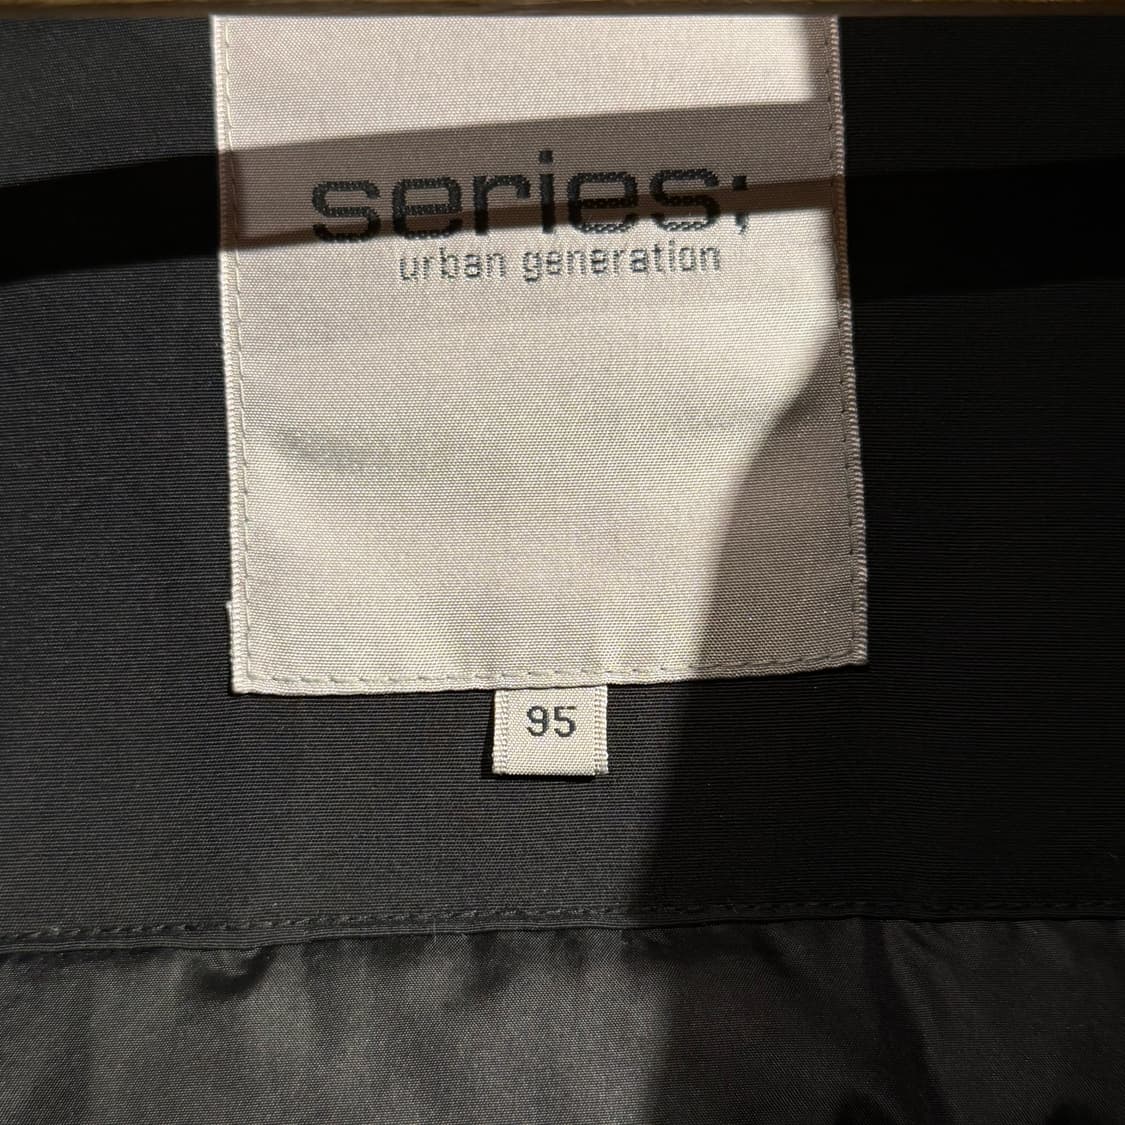 series;
urban generation
95